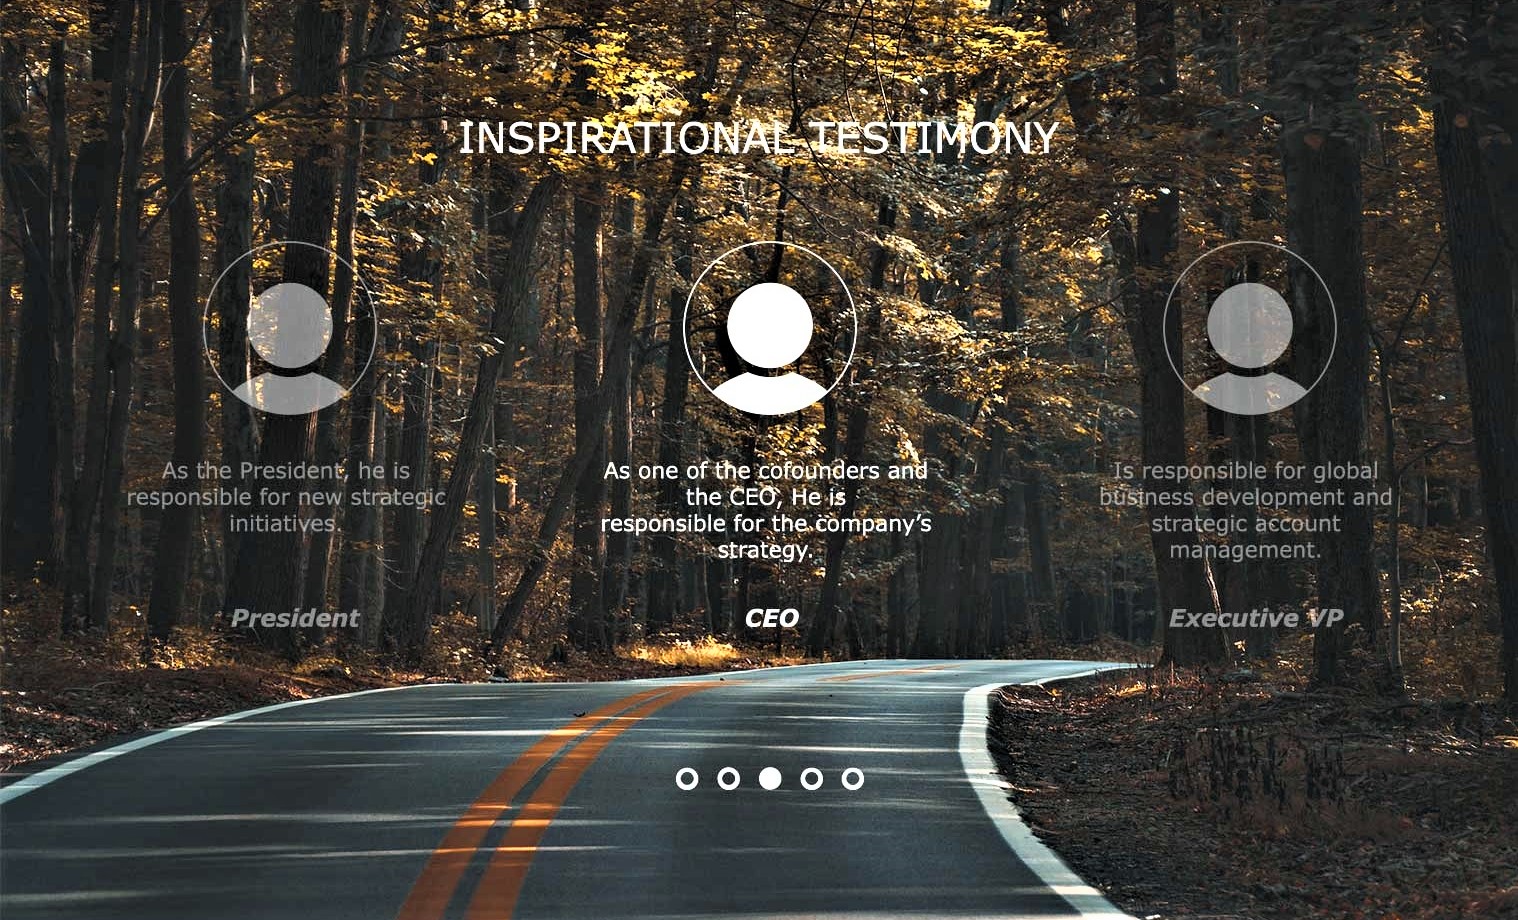 INSPIRATIONAL TESTIMONY
As the President, he is
responsible for new strategic
initiatives.
President
As one of the cofounders and
the CEO, He is
responsible for the company’s
strategy.
CEO
Is responsible for global
business development and
strategic account
management.
Executive VP